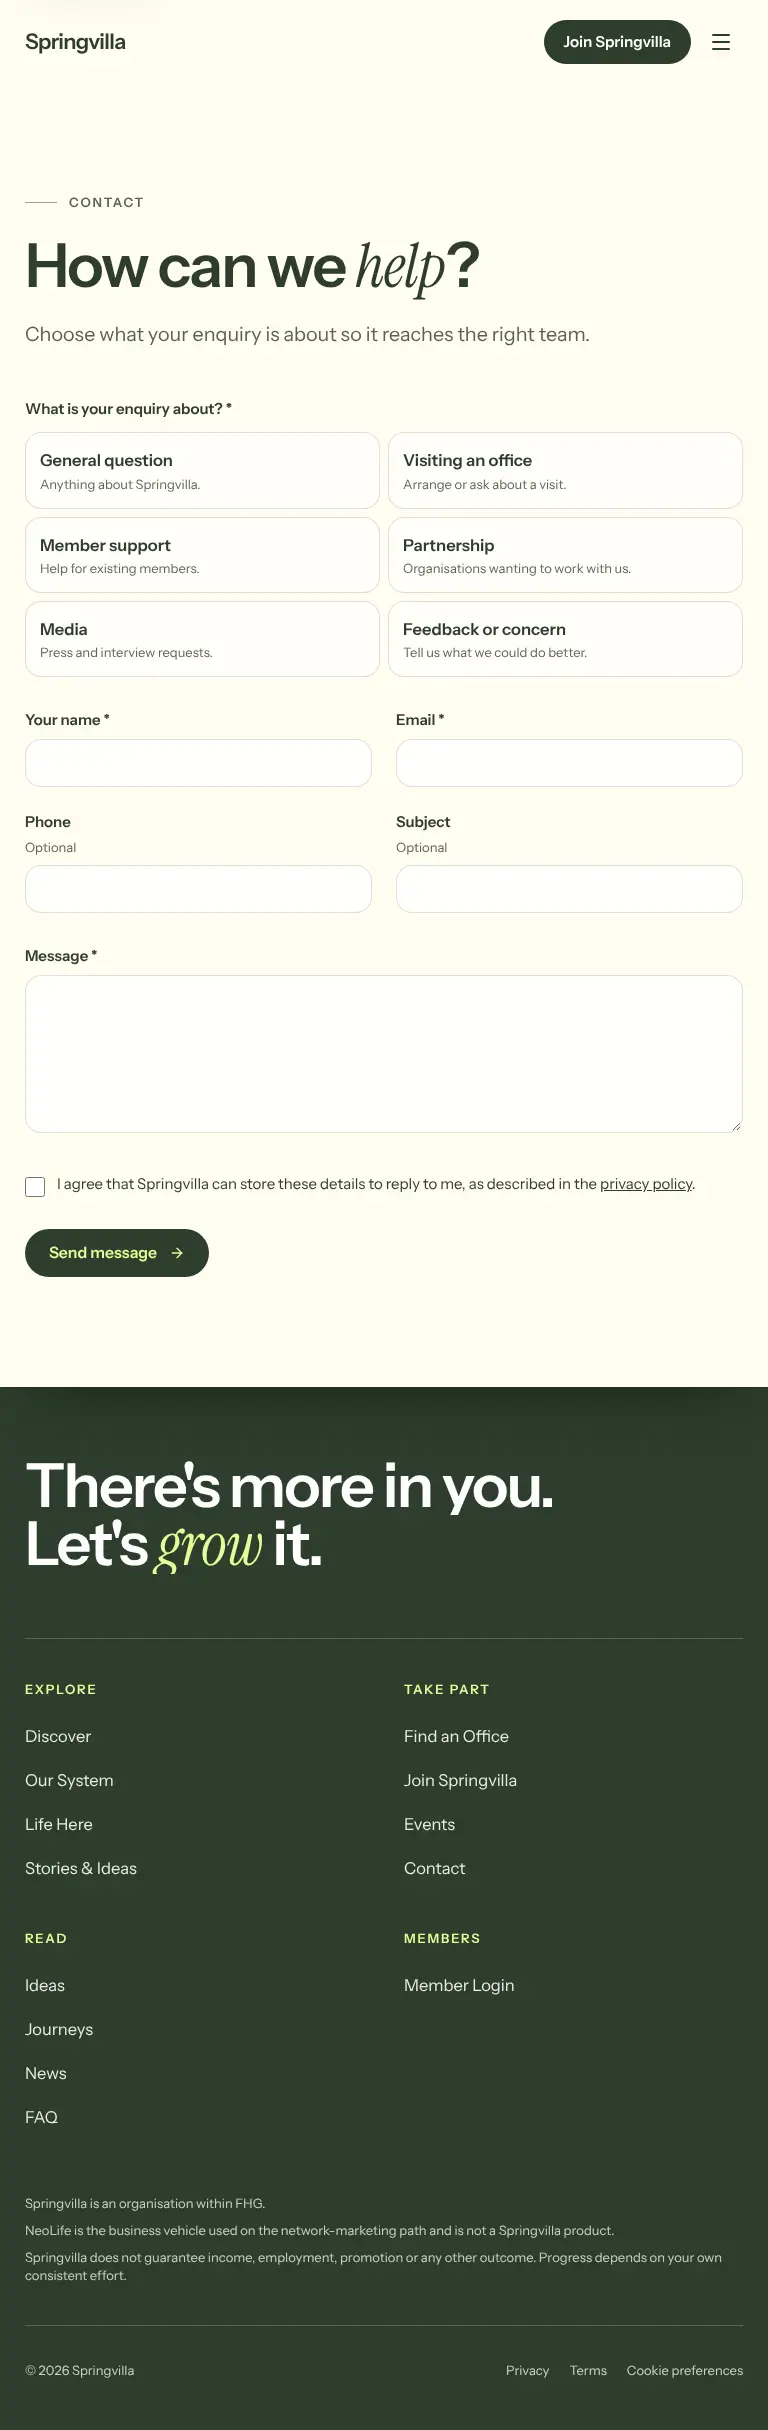 Springvilla
Join Springvilla
CONTACT
How can we help?
Choose what your enquiry is about so it reaches the right team.
What is your enquiry about? *
General question
Anything about Springvilla.
Visiting an office
Arrange or ask about a visit.
Member support
Help for existing members.
Partnership
Organisations wanting to work with us.
Media
Press and interview requests.
Feedback or concern
Tell us what we could do better.
Your name *
Email *
Phone
Optional
Subject
Optional
Message *
I agree that Springvilla can store these details to reply to me, as described in the privacy policy.
Send message
There's more in you.
Let's grow it.
EXPLORE
Discover
Our System
Life Here
Stories & Ideas
TAKE PART
Find an Office
Join Springvilla
Events
Contact
READ
Ideas
Journeys
News
FAQ
MEMBERS
Member Login
Springvilla is an organisation within FHG.
NeoLife is the business vehicle used on the network-marketing path and is not a Springvilla product.
Springvilla does not guarantee income, employment, promotion or any other outcome. Progress depends on your own
consistent effort.
© 2026 Springvilla
Privacy
Terms
Cookie preferences